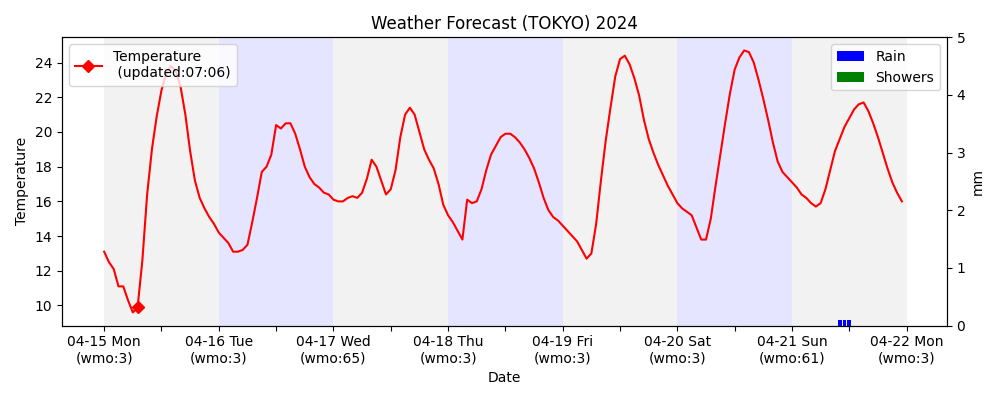 Weather Forecast (TOKYO) 2024
Temperature
(updated:07:06)
Rain
Showers
24
22
20
18
16
14
12
10
Temperature
5
4
3
2
1
0
mm
04-15 Mon
(wmo:3)
04-16 Tue
(wmo:3)
04-17 Wed
(wmo:65)
04-18 Thu
(wmo:3)
04-19 Fri
(wmo:3)
04-20 Sat
(wmo:3)
04-21 Sun
(wmo:61)
04-22 Mon
(wmo:3)
Date